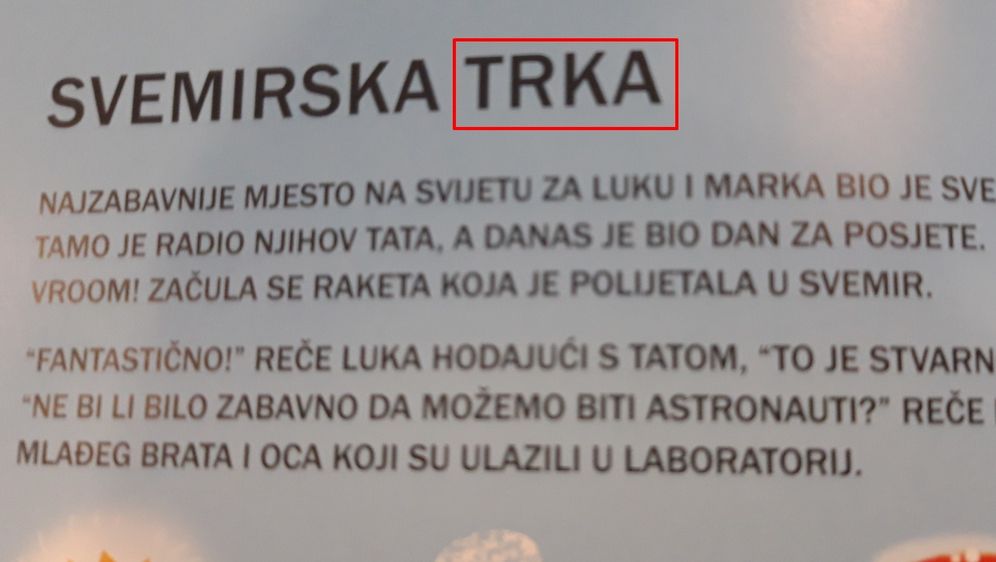 SVEMIRSKA TRKA
NAJZABAVNIJE MJESTO NA SVIJETU ZA LUKU I MARKA BIO JE SVE
TAMO JE RADIO NJIHOV TATA, A DANAS JE BIO DAN ZA POSJETE.
VROOM! ZAČULA SE RAKETA KOJA JE POLIJETALA U SVEMIR.
“FANTASTIČNO!” REČE LUKA HODAJUĆI S TATOM, “TO JE STVARN
“NE BI LI BILO ZABAVNO DA MOŽEMO BITI ASTRONAUTI?” REČE
MLAĐEG BRATA I OCA KOJI SU ULAZILI U LABORATORIJ.